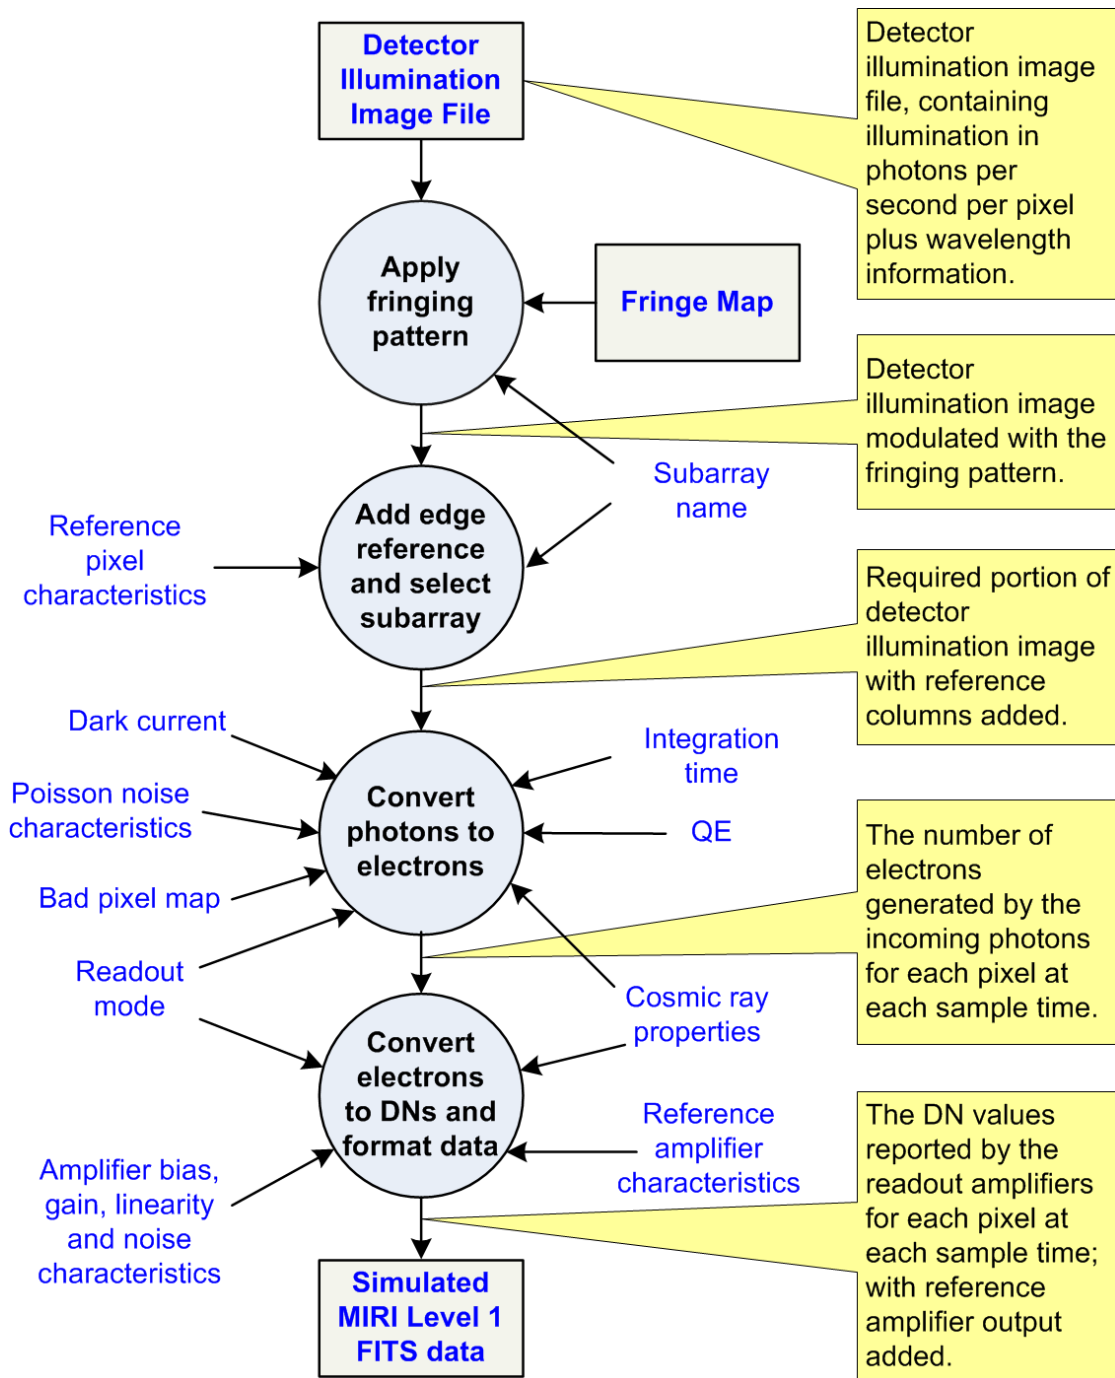 Detector
Illumination
Image File
Detector
illumination image
file, containing
illumination in
photons per
second per pixel
plus wavelength
information.
Apply
fringing
pattern
Fringe Map
Detector
illumination image
modulated with the
fringing pattern.
Subarray
name
Reference
pixel
characteristics
Add edge
reference
and select
subarray
Required portion of
detector
illumination image
with reference
columns added.
Dark current
Poisson noise
characteristics
Bad pixel map
Readout
mode
Convert
photons to
electrons
Integration
time
QE
Cosmic ray
properties
The number of
electrons
generated by the
incoming photons
for each pixel at
each sample time.
Convert
electrons
to DNs and
format data
Amplifier bias,
gain, linearity
and noise
characteristics
Reference
amplifier
characteristics
The DN values
reported by the
readout amplifiers
for each pixel at
each sample time;
with reference
amplifier output
added.
Simulated
MIRI Level 1
FITS data